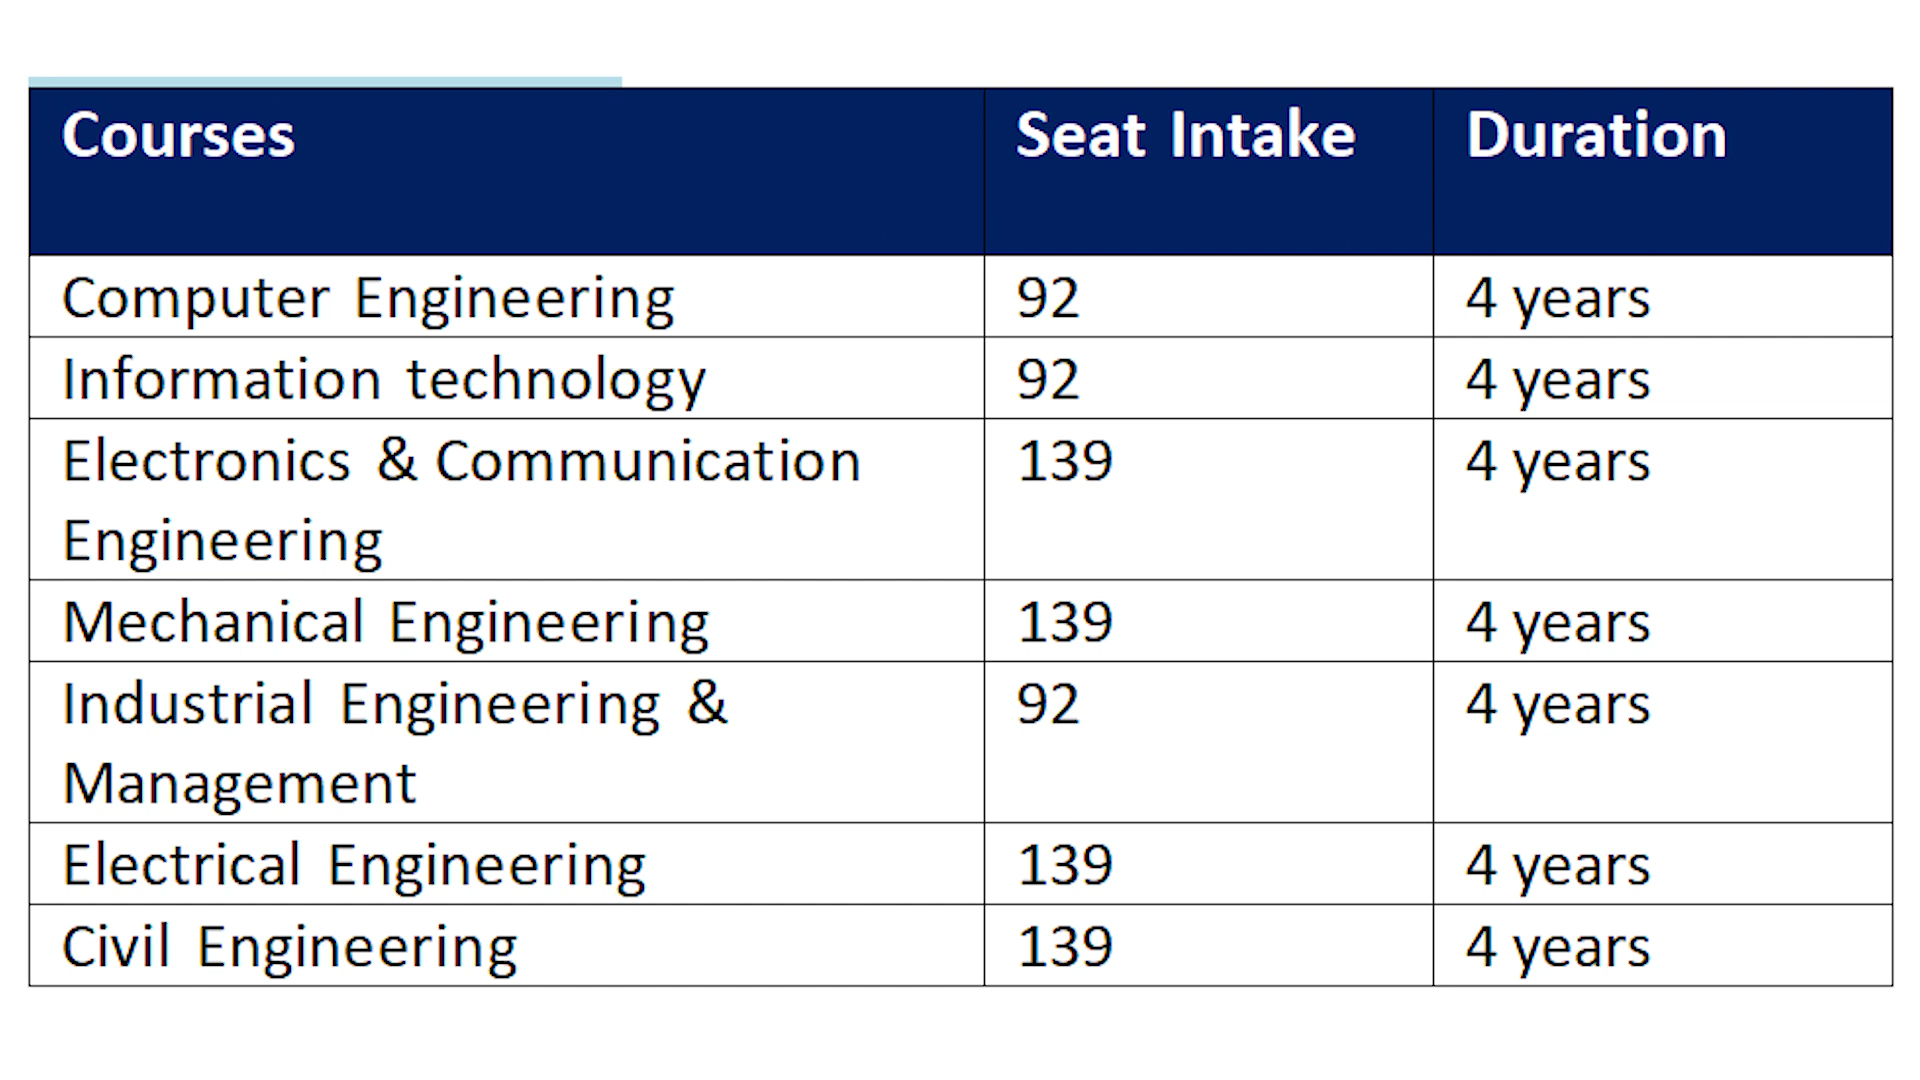 Courses Seat Intake Duration
Computer Engineering 92 4 years
Information technology 92 4 years
Electronics & Communication 139 4 years
Engineering
Mechanical Engineering 139 4 years
Industrial Engineering & 92 4 years
Management
Electrical Engineering 139 4 years
Civil Engineering 139 4 years